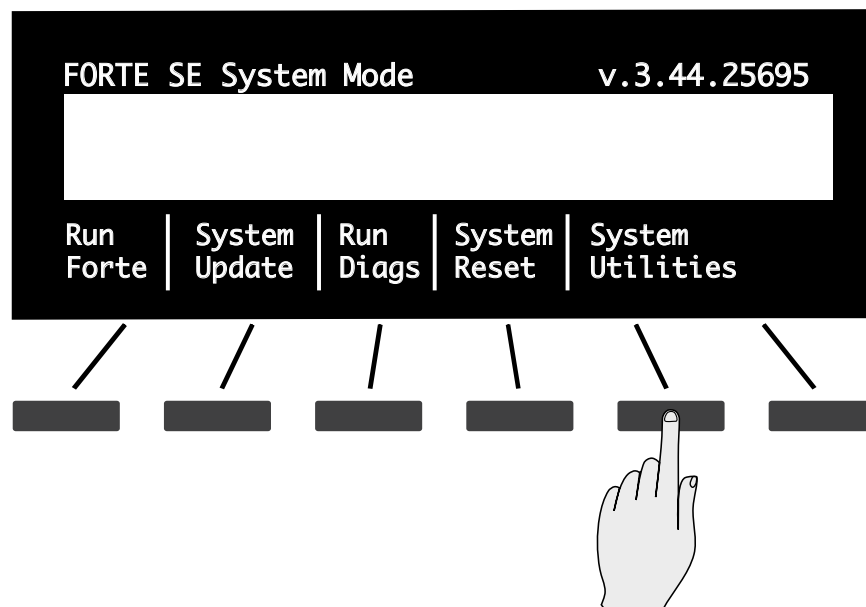 FORTE SE System Mode v.3.44.25695
Run System Run System System
Forte Update Diags Reset Utilities